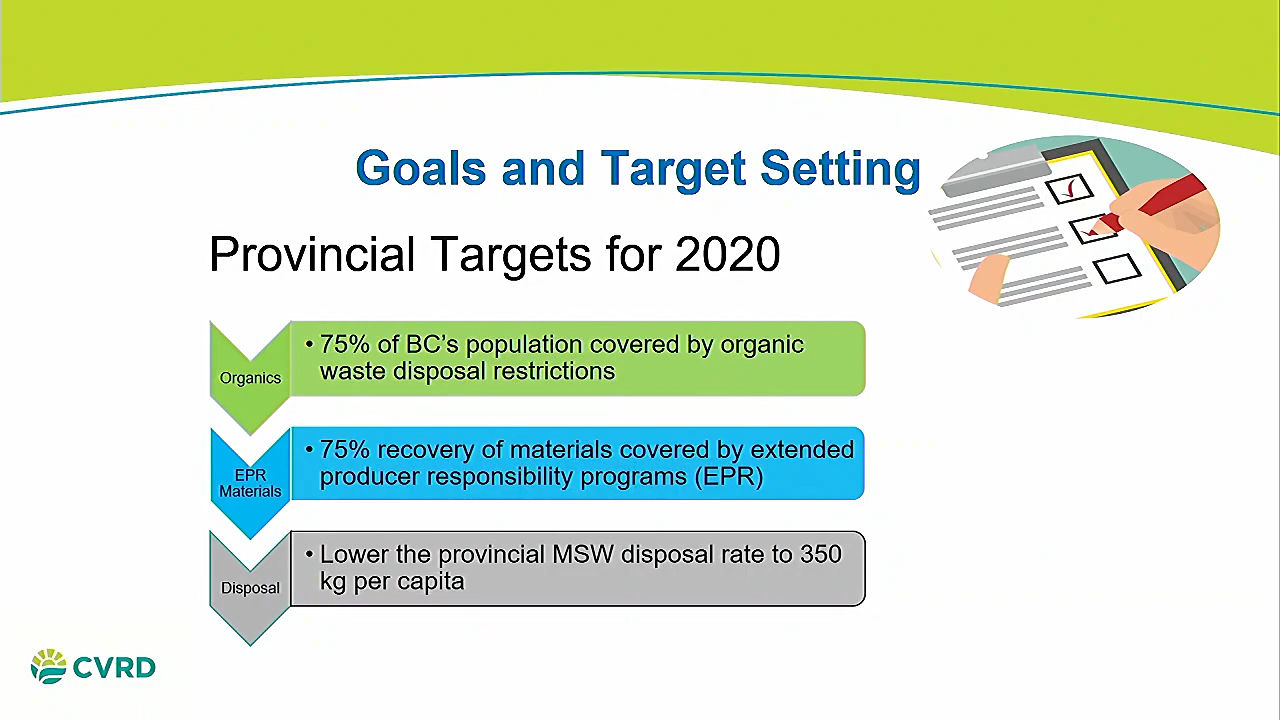 Goals and Target Setting
Provincial Targets for 2020
Organics
• 75% of BC’s population covered by organic
waste disposal restrictions
EPR
Materials
• 75% recovery of materials covered by extended
producer responsibility programs (EPR)
Disposal
• Lower the provincial MSW disposal rate to 350
kg per capita
CVRD